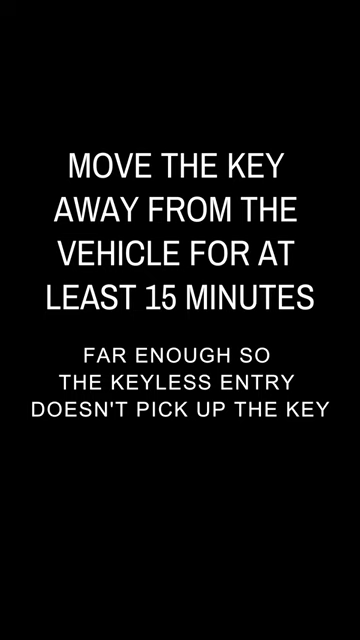 MOVE THE KEY
AWAY FROM THE
VEHICLE FOR AT
LEAST 15 MINUTES
FAR ENOUGH SO
THE KEYLESS ENTRY
DOESN'T PICK UP THE KEY